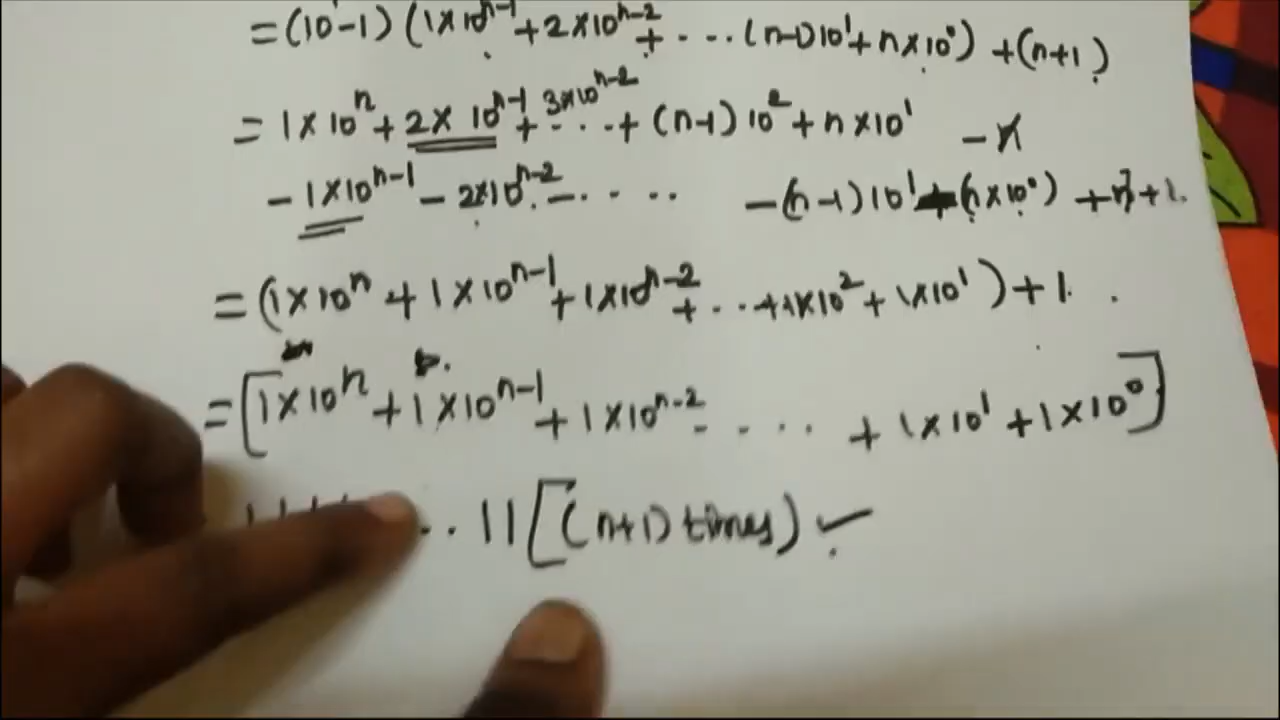 =(10-1)(1×10^n-1+2×10^n-2+...(n-1)10^1+n×10^0)+(n+1)
=1×10^n+2×10^n-1+3×10^n-2...+(n-1)10^2+n×10^1
-1×10^n-1-2×10^n-2-.... -(n-1)10^1-(n×10^0)+n+1.
=(1×10^n+1×10^n-1+1×10^n-2+...+1×10^2+1×10^1)+1.
=[1×10^n+1×10^n-1+1×10^n-2-....+1×10^1+1×10^0]
..11[(n+1)times)✓